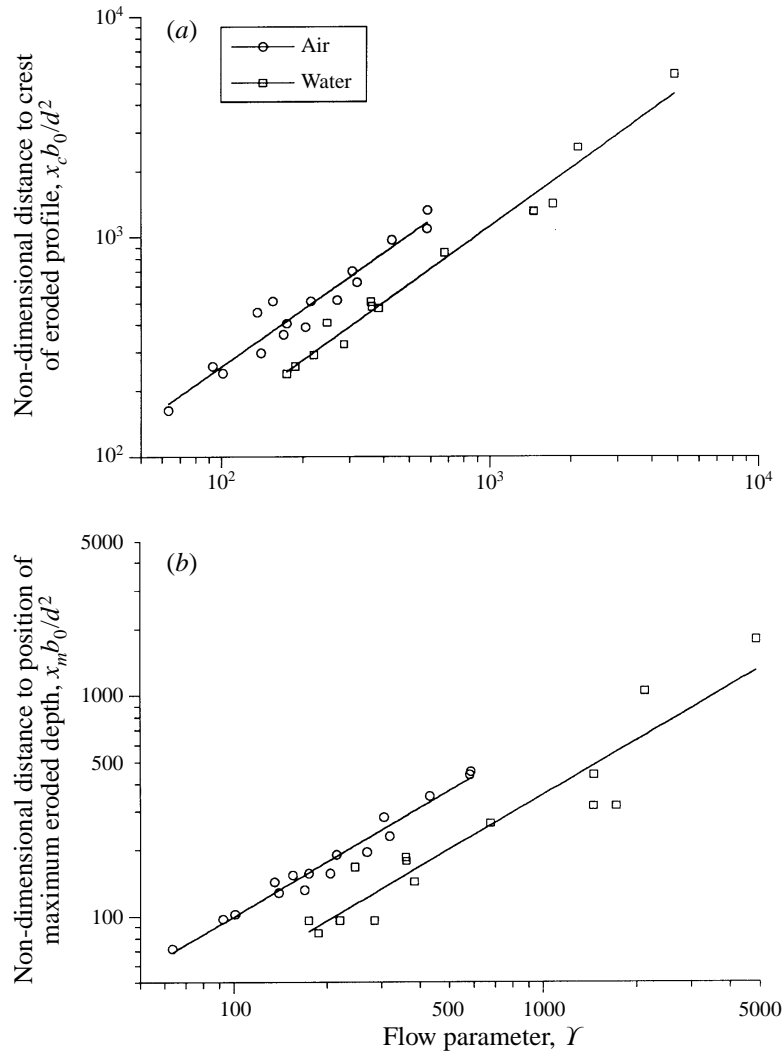 10^4
(a)
Air
Water
Non-dimensional distance to crest
of eroded profile, x_c b_0/d^2
10^3
10^2
10^2
10^3
10^4
5000
(b)
Non-dimensional distance to position of
maximum eroded depth, x_m b_0/d^2
1000
500
100
100
500
1000
5000
Flow parameter, ϒ